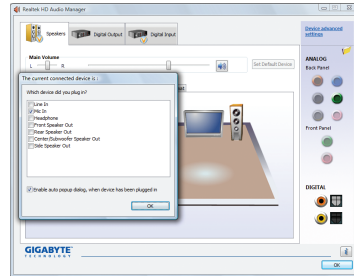 Realtek HD Audio Manager
Speakers
Digital Output
Digital Input
Device advanced
settings
Main Volume
L
R
Set Default Device
ANALOG
Back Panel
The current connected device is :
Which device did you plug in?
Line In
Mic In
Headphone
Front Speaker Out
Rear Speaker Out
Center/Subwoofer Speaker Out
Side Speaker Out
Enable auto popup dialog, when device has been plugged in
OK
Front Panel
DIGITAL
GIGABYTE
TECHNOLOGY
i
OK